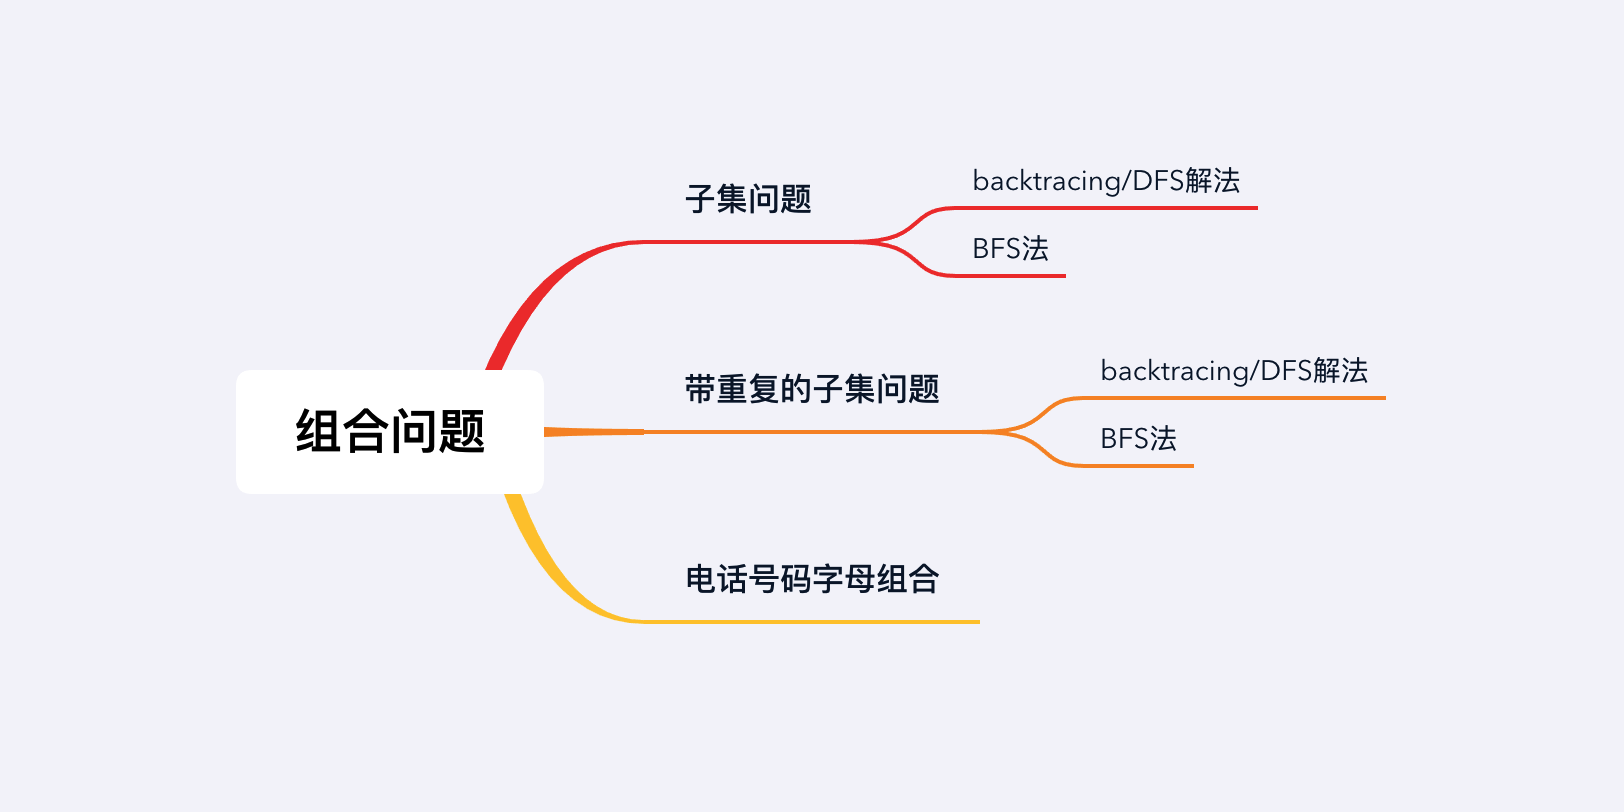 组合问题
子集问题
backtracing/DFS解法
BFS法
带重复的子集问题
backtracing/DFS解法
BFS法
电话号码字母组合